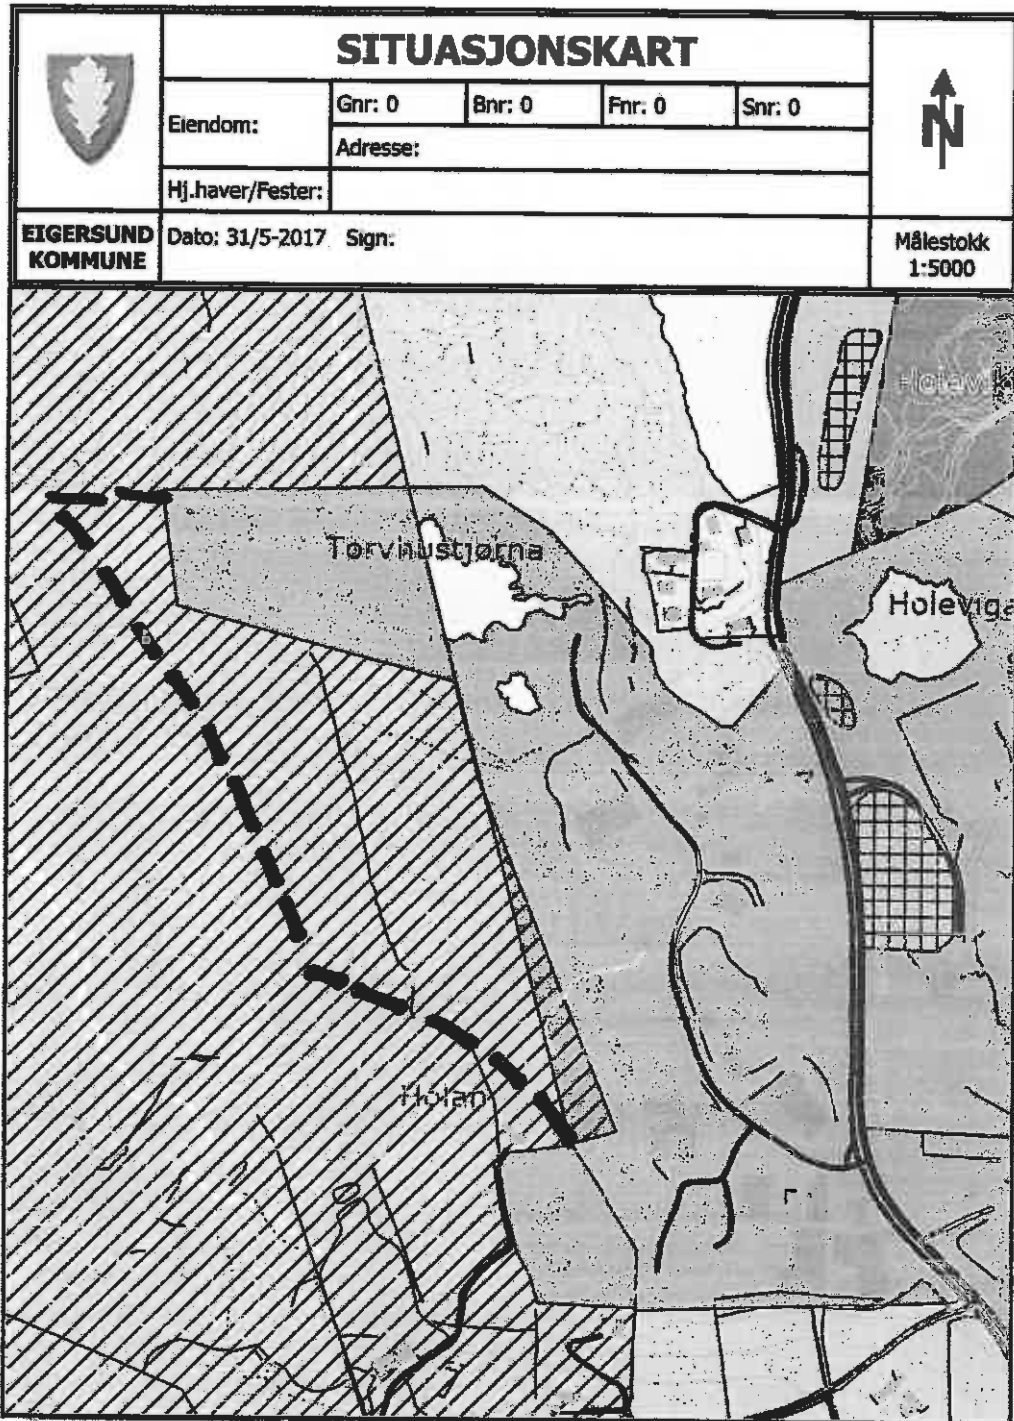 SITUASJONSKART
Eiendom:
Gnr: 0
Bnr: 0
Fnr: 0
Snr: 0
Adresse:
Hj.haver/Fester:
N
EIGERSUND
KOMMUNE
Dato: 31/5-2017 Sign:
Målestokk
1:5000
Torvhustjørna
Holeviga
Hølan